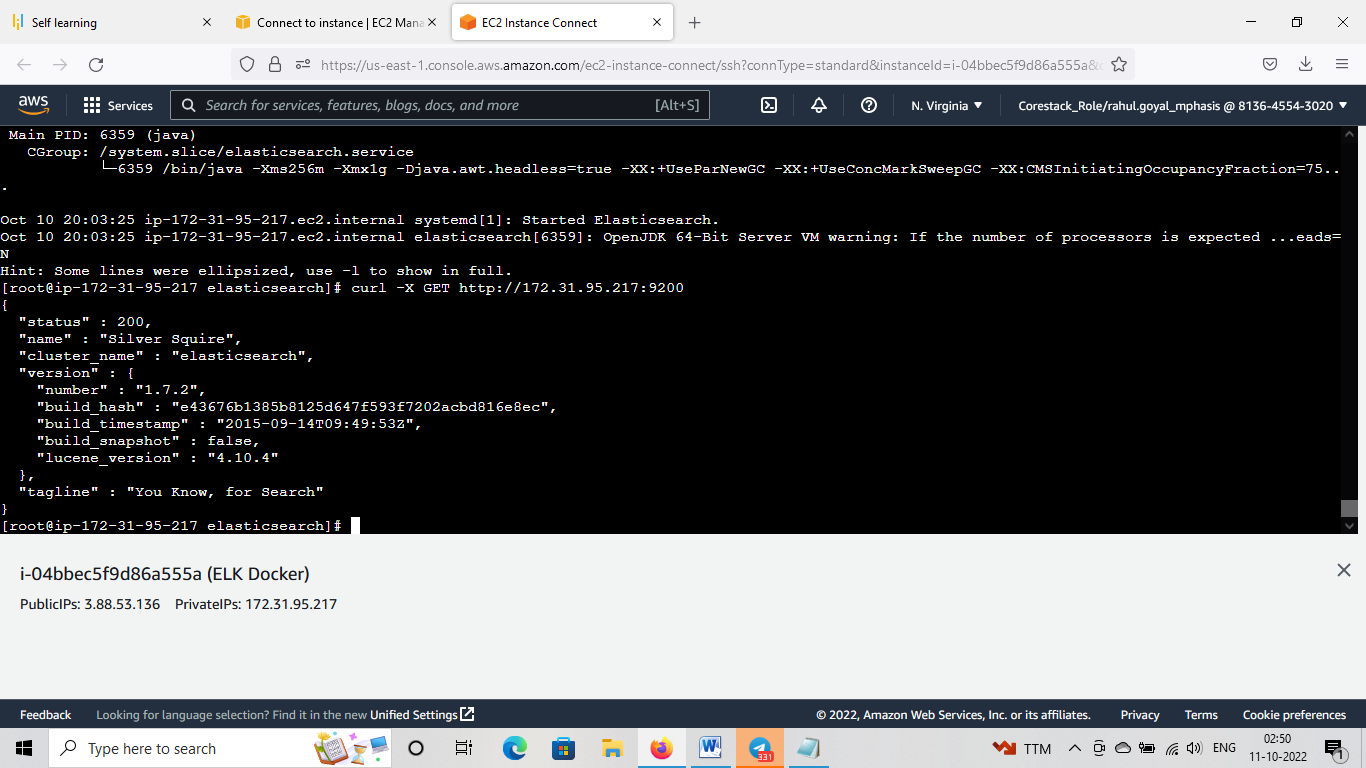 Self learning
Connect to instance | EC2 Mana
EC2 Instance Connect
https://us-east-1.console.aws.amazon.com/ec2-instance-connect/ssh?connType=standard&instanceId=i-04bbec5f9d86a555a&
aws Services Search for services, features, blogs, docs, and more [Alt+S] N. Virginia Corestack_Role/rahul.goyal_mphasis @ 8136-4554-3020
Main PID: 6359 (java)
CGroup: /system.slice/elasticsearch.service
└─6359 /bin/java -Xms256m -Xmx1g -Djava.awt.headless=true -XX:+UseParNewGC -XX:+UseConcMarkSweepGC -XX:CMSInitiatingOccupancyFraction=75..
.
Oct 10 20:03:25 ip-172-31-95-217.ec2.internal systemd[1]: Started Elasticsearch.
Oct 10 20:03:25 ip-172-31-95-217.ec2.internal elasticsearch[6359]: OpenJDK 64-Bit Server VM warning: If the number of processors is expected ...eads=
N
Hint: Some lines were ellipsized, use -l to show in full.
[root@ip-172-31-95-217 elasticsearch]# curl -X GET http://172.31.95.217:9200
{
"status" : 200,
"name" : "Silver Squire",
"cluster_name" : "elasticsearch",
"version" : {
"number" : "1.7.2",
"build_hash" : "e43676b1385b8125d647f593f7202acbd816e8ec",
"build_timestamp" : "2015-09-14T09:49:53Z",
"build_snapshot" : false,
"lucene_version" : "4.10.4"
},
"tagline" : "You Know, for Search"
}
[root@ip-172-31-95-217 elasticsearch]#
i-04bbec5f9d86a555a (ELK Docker)
PublicIPs: 3.88.53.136 PrivateIPs: 172.31.95.217
Feedback Looking for language selection? Find it in the new Unified Settings © 2022, Amazon Web Services, Inc. or its affiliates. Privacy Terms Cookie preferences
Type here to search 331 TTM ENG 02:50
11-10-2022 1